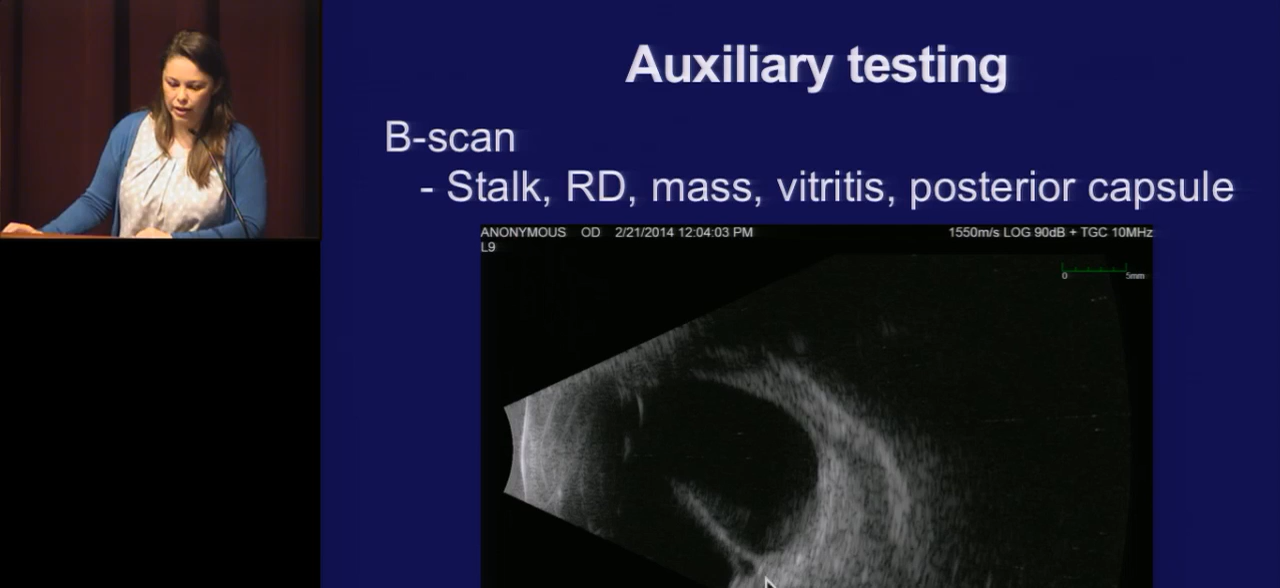 Auxiliary testing
B-scan
- Stalk, RD, mass, vitritis, posterior capsule
ANONYMOUS OD 2/21/2014 12:04:03 PM 1550m/s LOG 90dB + TGC 10MHz
L9
0 5mm